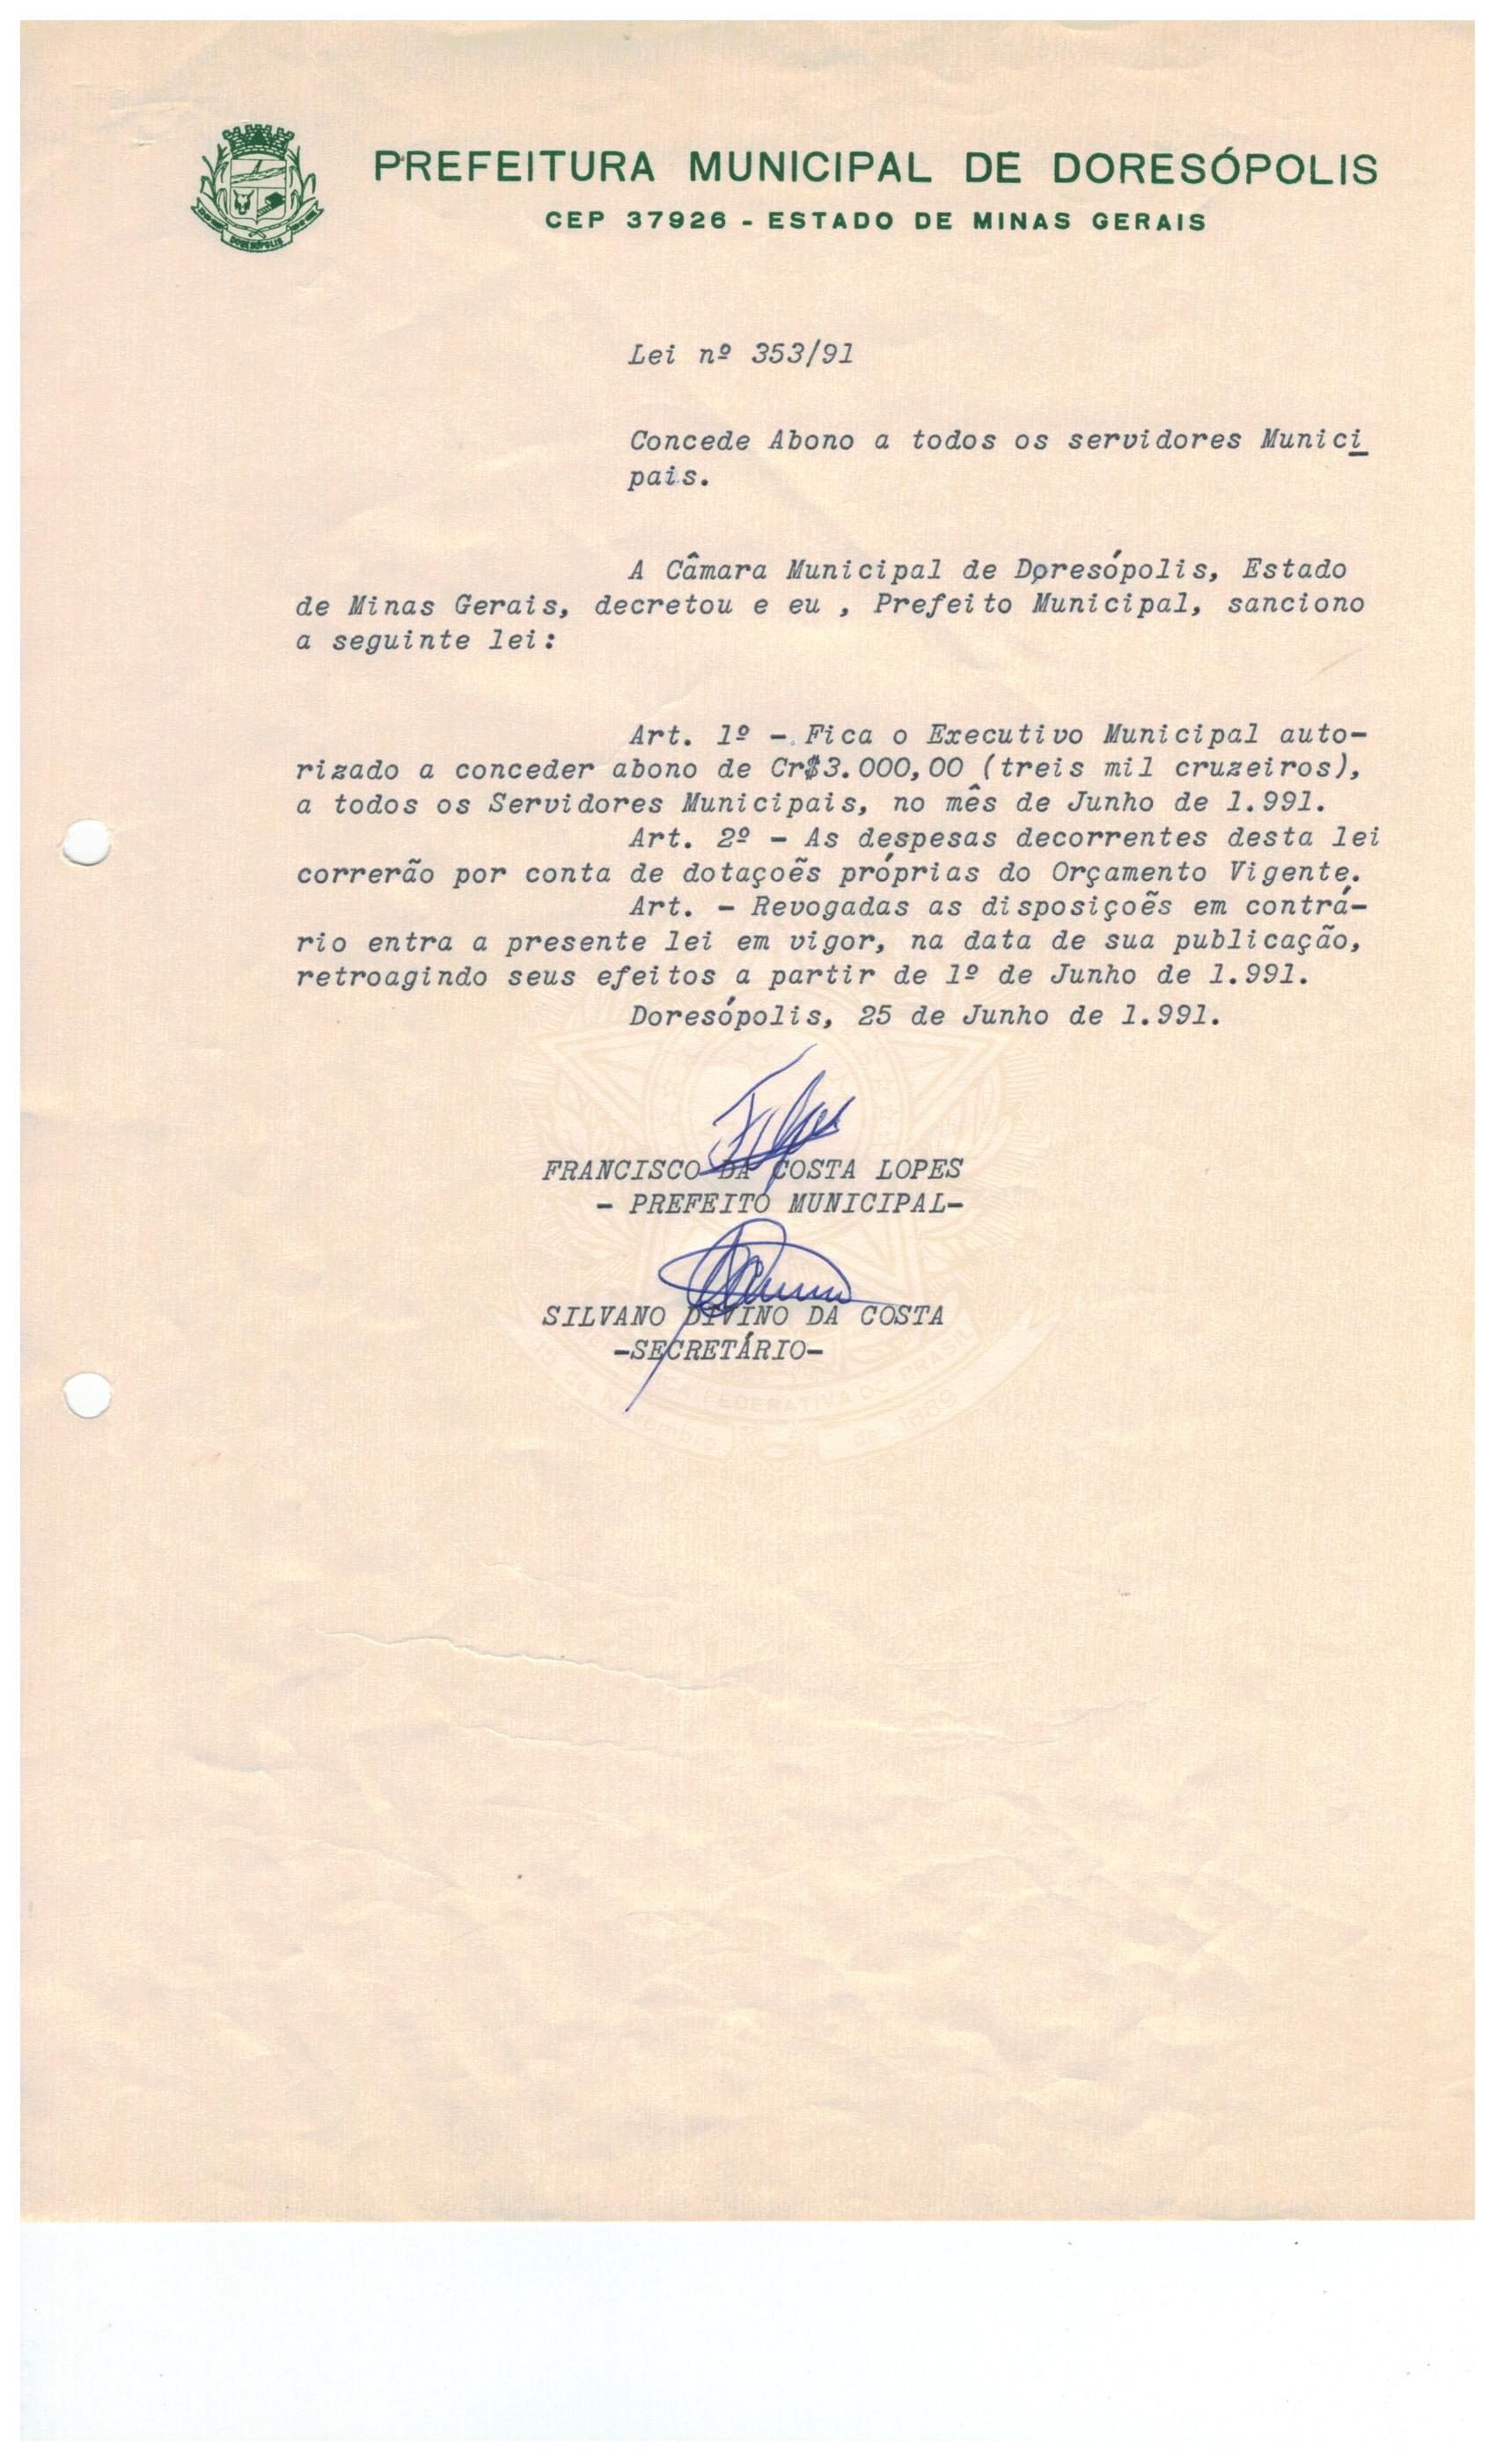 PREFEITURA MUNICIPAL DE DORESÓPOLIS
CEP 37926 - ESTADO DE MINAS GERAIS
DORESÓPOLIS
Lei nº 353/91
Concede Abono a todos os servidores Munici
pais.
A Câmara Municipal de Doresópolis, Estado
de Minas Gerais, decretou e eu , Prefeito Municipal, sanciono
a seguinte lei:
Art. 1º - Fica o Executivo Municipal auto-
rizado a conceder abono de Cr$3.000,00 (treis mil cruzeiros),
a todos os Servidores Municipais, no mês de Junho de 1.991.
Art. 2º - As despesas decorrentes desta lei
correrão por conta de dotaçoẽs próprias do Orçamento Vigente.
Art. - Revogadas as disposiçoẽs em contrá-
rio entra a presente lei em vigor, na data de sua publicação,
retroagindo seus efeitos a partir de 1º de Junho de 1.991.
Doresópolis, 25 de Junho de 1.991.
FRANCISCO DA COSTA LOPES
- PREFEITO MUNICIPAL-
SILVANO DIVINO DA COSTA
-SECRETÁRIO-
FEDERATIVA DO BRASIL
de 1889